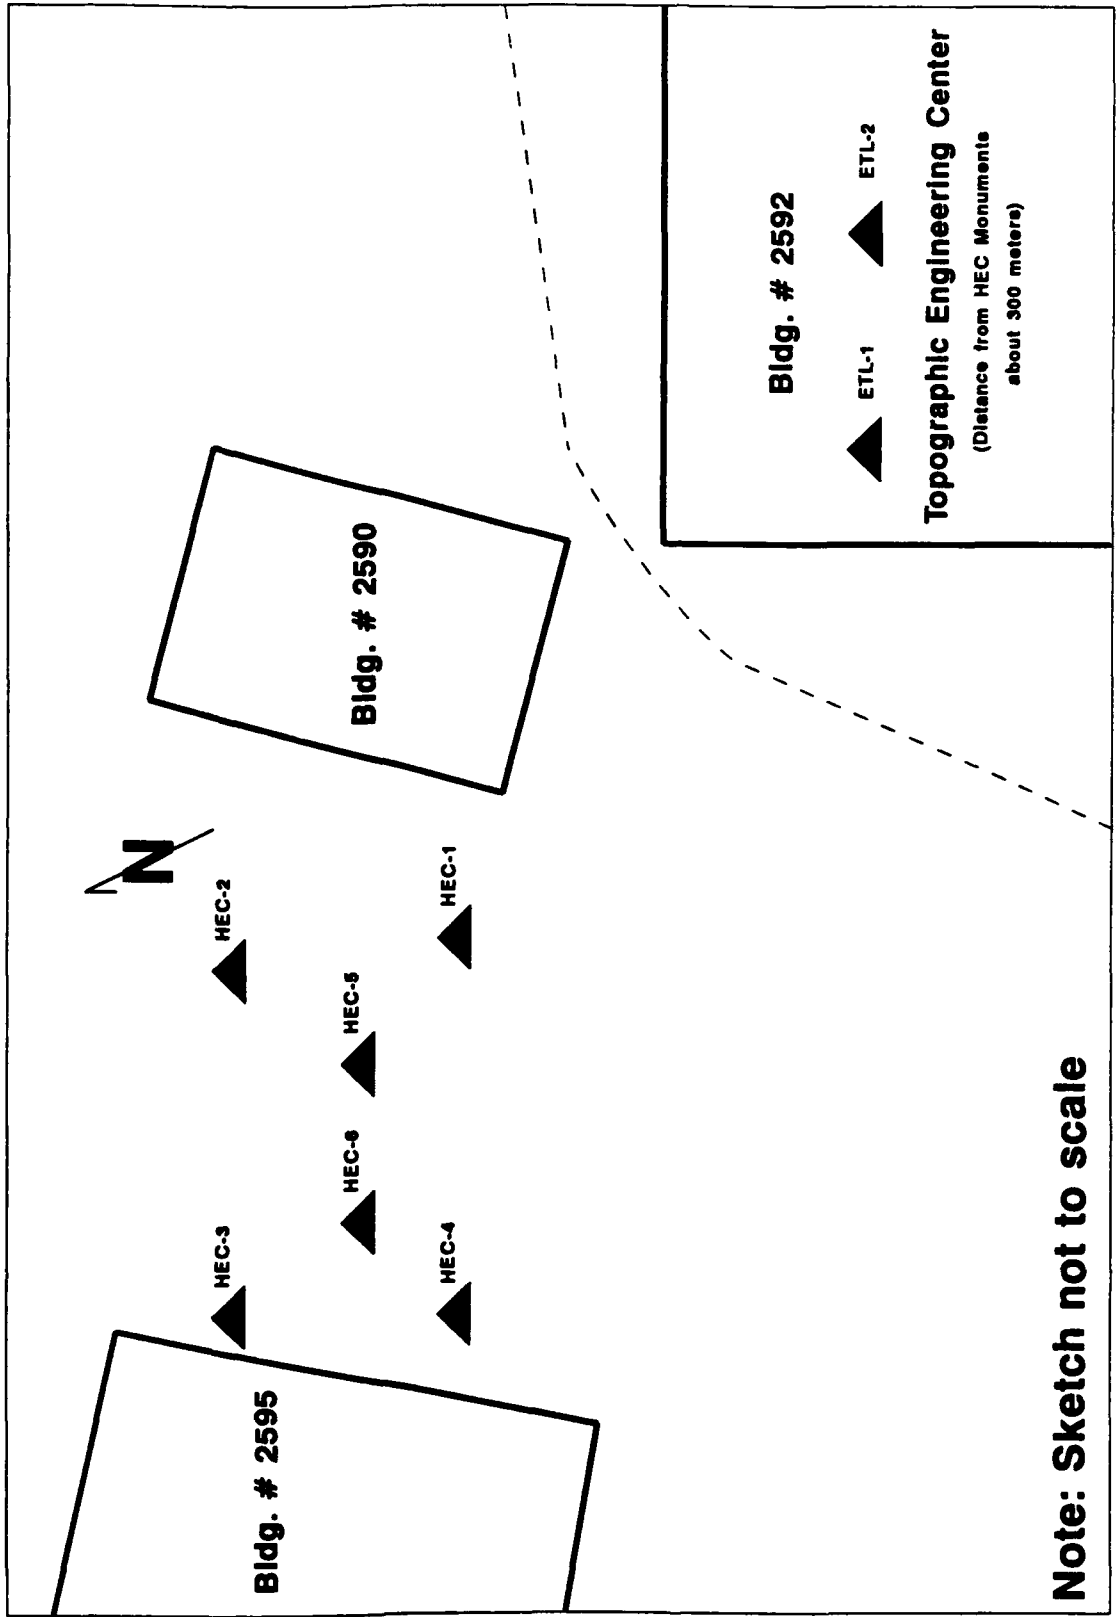 N
HEC-3
HEC-2
Bldg. # 2595
HEC-6
HEC-5
Bldg. # 2590
HEC-4
HEC-1
Bldg. # 2592
ETL-1
ETL-2
Topographic Engineering Center
(Distance from HEC Monuments
about 300 meters)
Note: Sketch not to scale